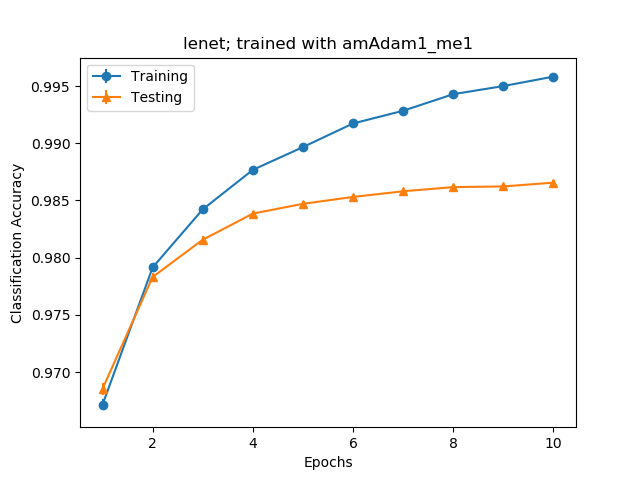 lenet; trained with amAdam1_me1
Training
Testing
0.995
0.990
0.985
0.980
0.975
0.970
Classification Accuracy
2 4 6 8 10
Epochs